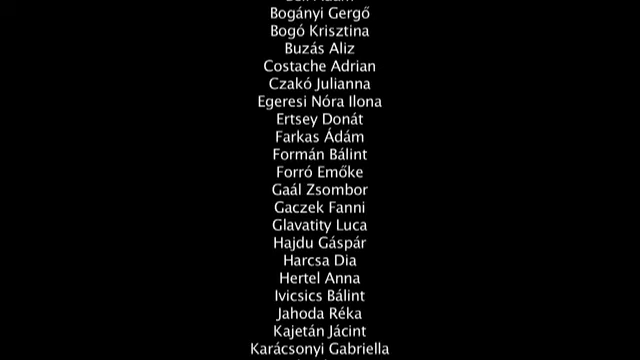 Bogányi Gergő
Bogó Krisztina
Buzás Aliz
Costache Adrian
Czakó Julianna
Egeresi Nóra Ilona
Ertsey Donát
Farkas Ádám
Formán Bálint
Forró Emőke
Gaál Zsombor
Gaczek Fanni
Glavatity Luca
Hajdu Gáspár
Harcsa Dia
Hertel Anna
Ivicsics Bálint
Jahoda Réka
Kajetán Jácint
Karácsonyi Gabriella